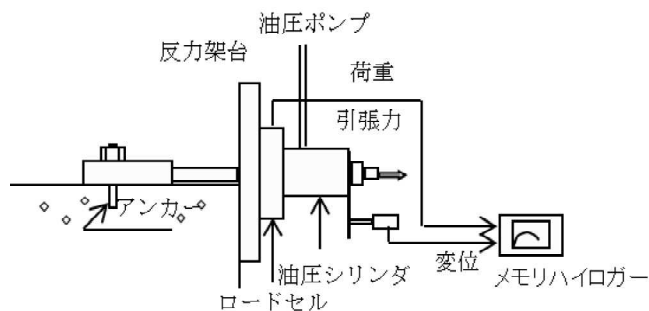 油圧ポンプ
反力架台
荷重
引張力
アンカー
油圧シリンダ
変位
メモリハイロガー
ロードセル